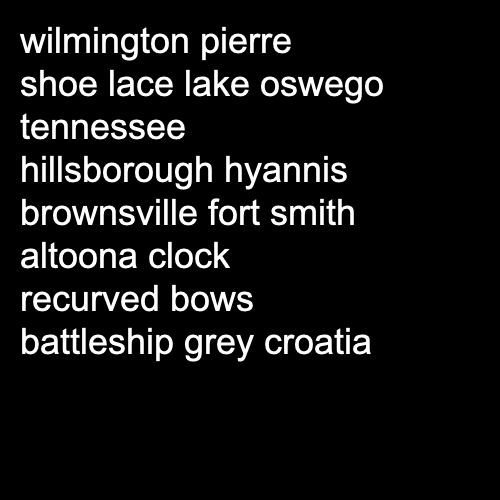 wilmington pierre
shoe lace lake oswego
tennessee
hillsborough hyannis
brownsville fort smith
altoona clock
recurved bows
battleship grey croatia